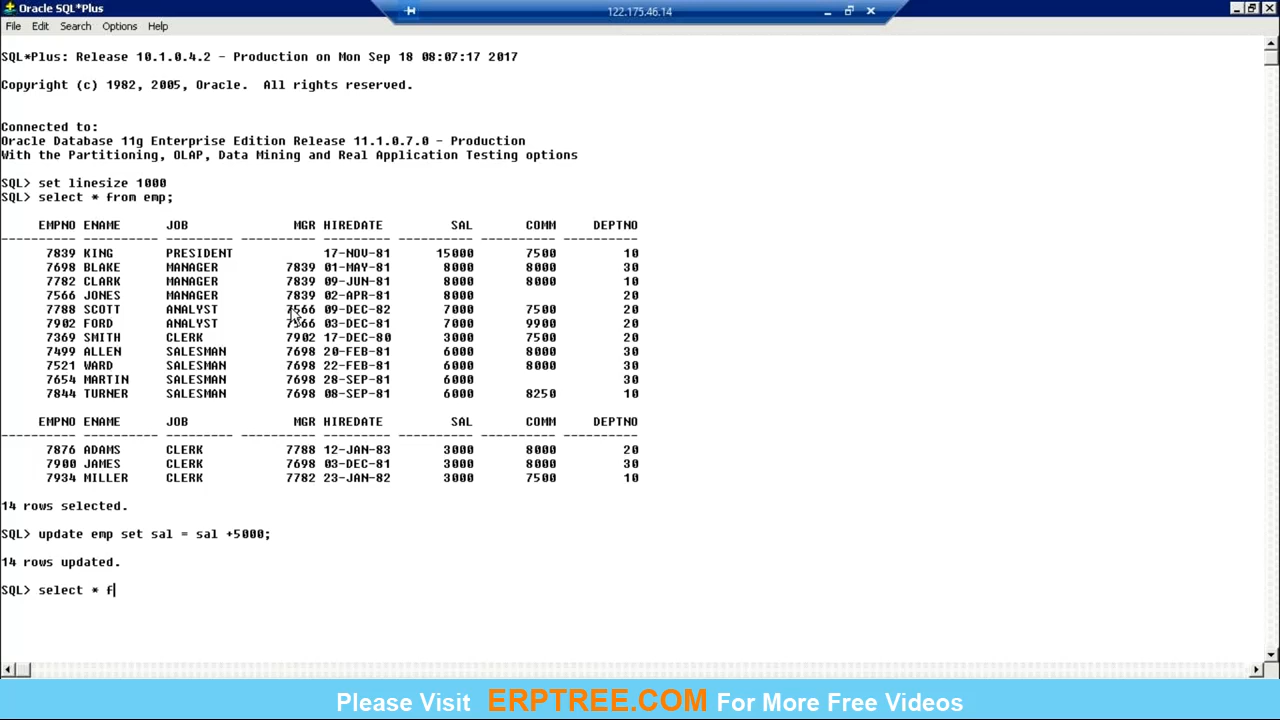 Oracle SQL*Plus
122.175.46.14
File Edit Search Options Help
SQL*Plus: Release 10.1.0.4.2 - Production on Mon Sep 18 08:07:17 2017
Copyright (c) 1982, 2005, Oracle.  All rights reserved.
Connected to:
Oracle Database 11g Enterprise Edition Release 11.1.0.7.0 - Production
With the Partitioning, OLAP, Data Mining and Real Application Testing options
SQL> set linesize 1000
SQL> select * from emp;
EMPNO ENAME JOB MGR HIREDATE SAL COMM DEPTNO
---------- ---------- --------- ---------- --------- ---------- ---------- ----------
7839 KING PRESIDENT 17-NOV-81 15000 7500 10
7698 BLAKE MANAGER 7839 01-MAY-81 8000 8000 30
7782 CLARK MANAGER 7839 09-JUN-81 8000 8000 10
7566 JONES MANAGER 7839 02-APR-81 8000 20
7788 SCOTT ANALYST 7566 09-DEC-82 7000 7500 20
7902 FORD ANALYST 7566 03-DEC-81 7000 9900 20
7369 SMITH CLERK 7902 17-DEC-80 3000 7500 20
7499 ALLEN SALESMAN 7698 20-FEB-81 6000 8000 30
7521 WARD SALESMAN 7698 22-FEB-81 6000 8000 30
7654 MARTIN SALESMAN 7698 28-SEP-81 6000 30
7844 TURNER SALESMAN 7698 08-SEP-81 6000 8250 10
EMPNO ENAME JOB MGR HIREDATE SAL COMM DEPTNO
---------- ---------- --------- ---------- --------- ---------- ---------- ----------
7876 ADAMS CLERK 7788 12-JAN-83 3000 8000 20
7900 JAMES CLERK 7698 03-DEC-81 3000 8000 30
7934 MILLER CLERK 7782 23-JAN-82 3000 7500 10
14 rows selected.
SQL> update emp set sal = sal +5000;
14 rows updated.
SQL> select * f
Please Visit ERPTREE.COM For More Free Videos